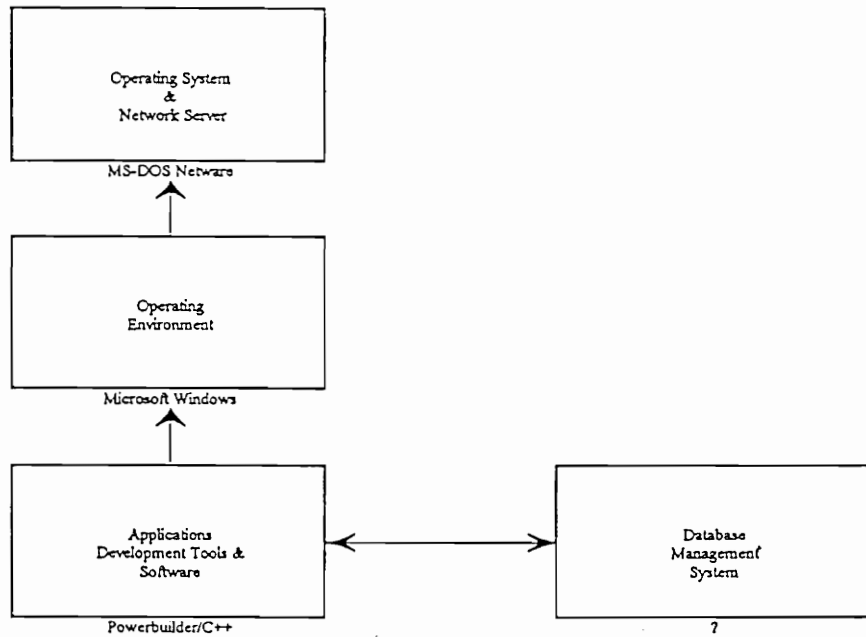 Operating System
&
Network Server
MS-DOS Netware
Operating
Environment
Microsoft Windows
Applications
Development Tools &
Software
Powerbuilder/C++
Database
Management
System
?